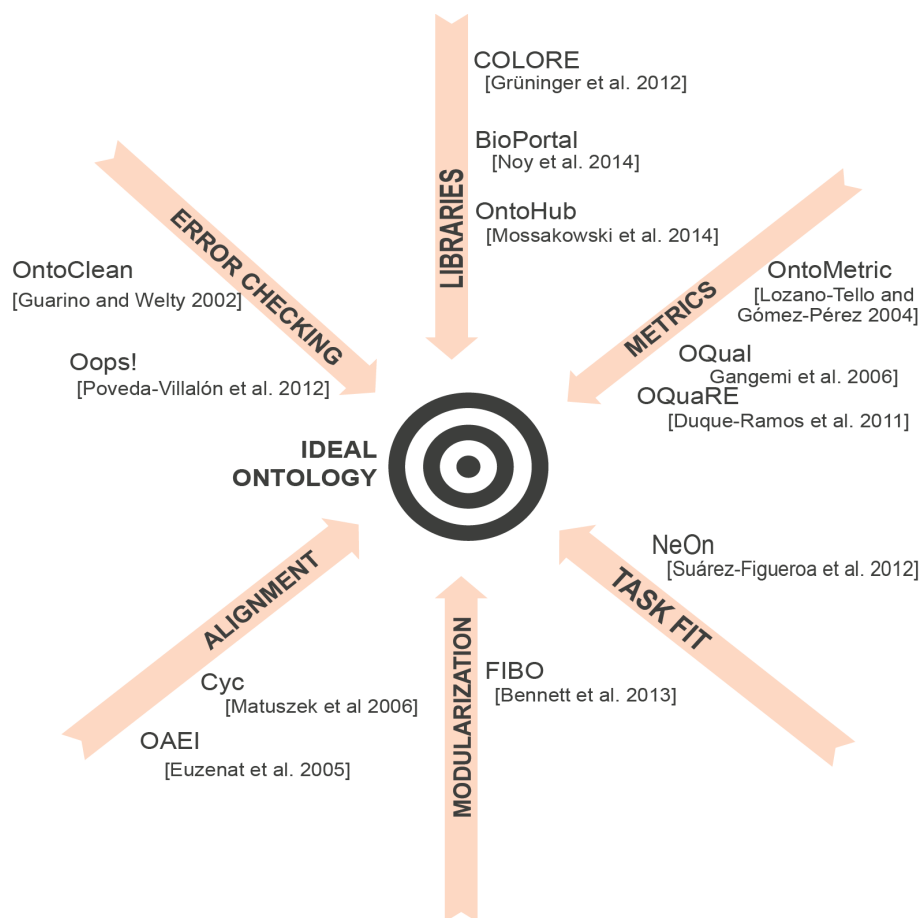 COLORE
[Grüninger et al. 2012]
BioPortal
[Noy et al. 2014]
OntoHub
[Mossakowski et al. 2014]
LIBRARIES
ERROR CHECKING
OntoClean
[Guarino and Welty 2002]
Oops!
[Poveda-Villalón et al. 2012]
METRICS
OntoMetric
[Lozano-Tello and
Gómez-Pérez 2004]
OQual
Gangemi et al. 2006]
OQuaRE
[Duque-Ramos et al. 2011]
IDEAL
ONTOLOGY
ALIGNMENT
Cyc
[Matuszek et al 2006]
OAEI
[Euzenat et al. 2005]
MODULARIZATION
FIBO
[Bennett et al. 2013]
TASK FIT
NeOn
[Suárez-Figueroa et al. 2012]